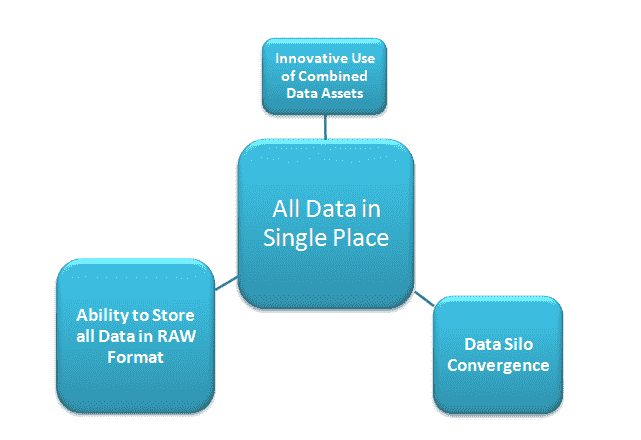 Innovative Use
of Combined
Data Assets
All Data in
Single Place
Ability to Store
all Data in RAW
Format
Data Silo
Convergence